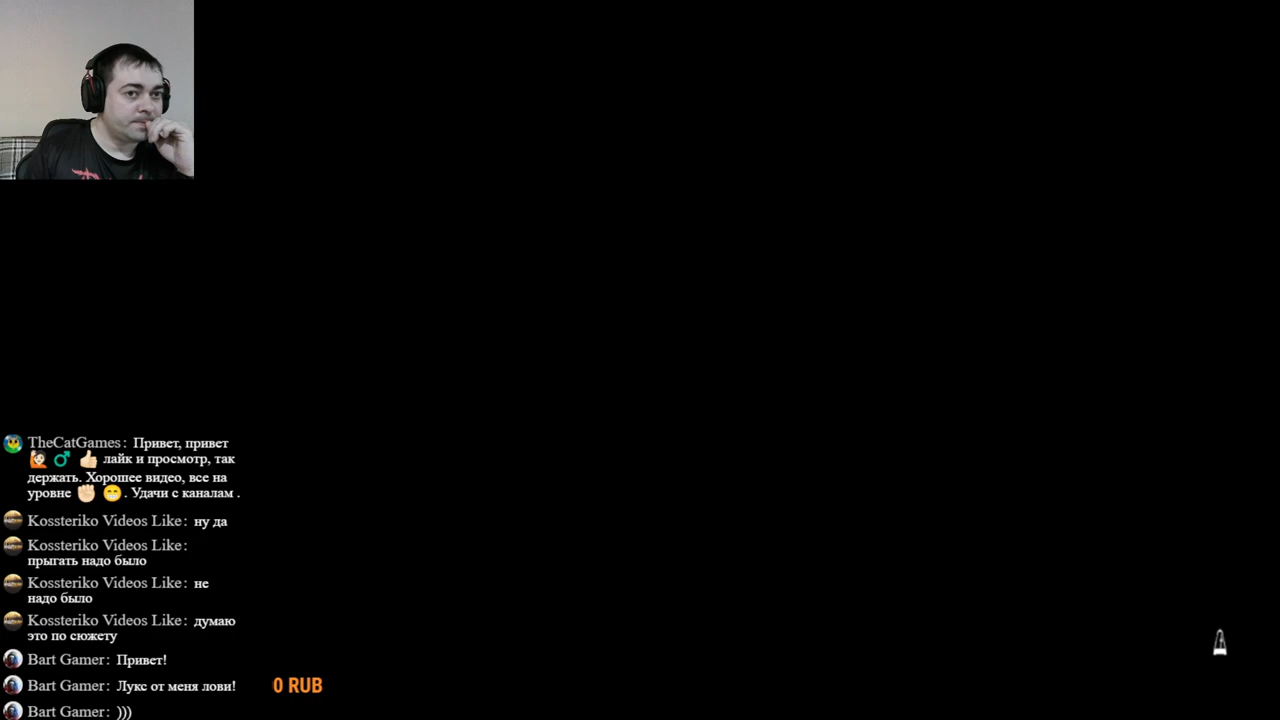 TheCatGames: Привет, привет
🙋🏻 ♂ 👍🏻 лайк и просмотр, так
держать. Хорошее видео, все на
уровне ✊🏻 😁. Удачи с каналам .
Kossteriko Videos Like: ну да
Kossteriko Videos Like:
прыгать надо было
Kossteriko Videos Like: не
надо было
Kossteriko Videos Like: думаю
это по сюжету
Bart Gamer: Привет!
Bart Gamer: Лукс от меня лови!
0 RUB
Bart Gamer: )))